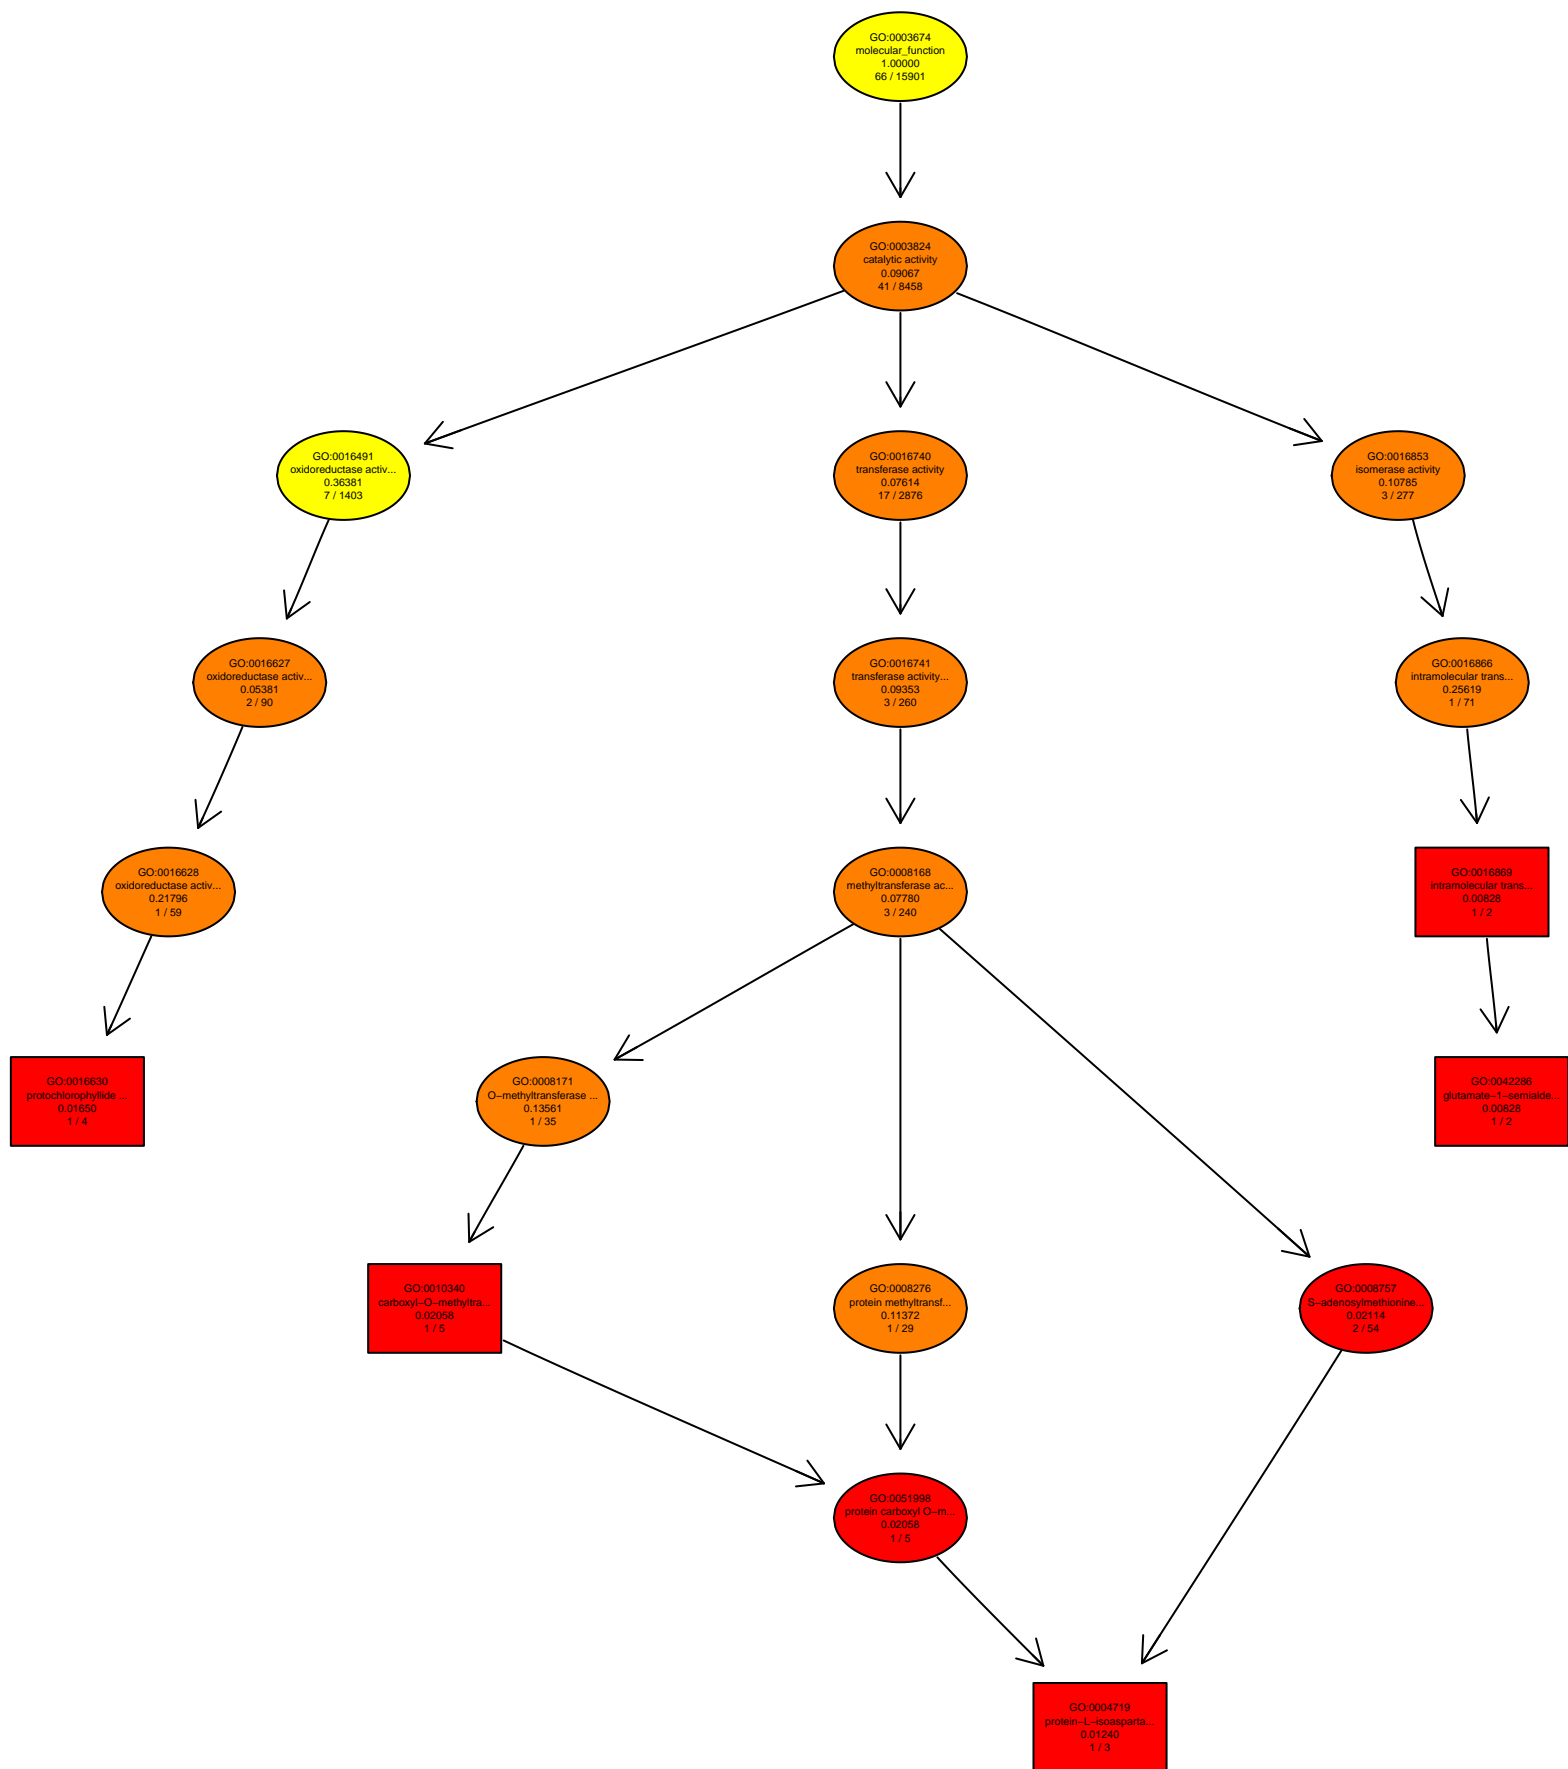 GO:0003674
molecular_function
1.00000
66 / 15901
GO:0003824
catalytic activity
0.09067
41 / 8458
GO:0016491
oxidoreductase activ...
0.36381
7 / 1403
GO:0016740
transferase activity
0.07614
17 / 2876
GO:0016853
isomerase activity
0.10785
3 / 277
GO:0016627
oxidoreductase activ...
0.05381
2 / 90
GO:0016741
transferase activity...
0.09353
3 / 260
GO:0016866
intramolecular trans...
0.25619
1 / 71
GO:0016628
oxidoreductase activ...
0.21796
1 / 59
GO:0008168
methyltransferase ac...
0.07780
3 / 240
GO:0016869
intramolecular trans...
0.00828
1 / 2
GO:0016630
protochlorophyllide ...
0.01650
1 / 4
GO:0008171
O−methyltransferase ...
0.13561
1 / 35
GO:0042286
glutamate−1−semialde...
0.00828
1 / 2
GO:0010340
carboxyl−O−methyltra...
0.02058
1 / 5
GO:0008276
protein methyltransf...
0.11372
1 / 29
GO:0008757
S−adenosylmethionine...
0.02114
2 / 54
GO:0051998
protein carboxyl O−m...
0.02058
1 / 5
GO:0004719
protein−L−isoasparta...
0.01240
1 / 3